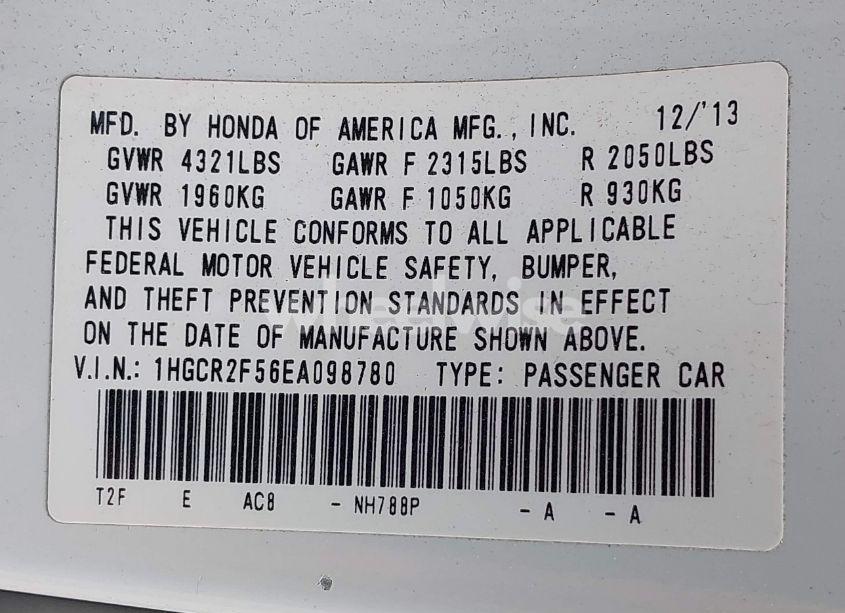 MFD. BY HONDA OF AMERICA MFG., INC. 12/'13
GVWR 4321LBS GAWR F 2315LBS R 2050LBS
GVWR 1960KG GAWR F 1050KG R 930KG
THIS VEHICLE CONFORMS TO ALL APPLICABLE
FEDERAL MOTOR VEHICLE SAFETY, BUMPER,
AND THEFT PREVENTION STANDARDS IN EFFECT
ON THE DATE OF MANUFACTURE SHOWN ABOVE.
V.I.N.: 1HGCR2F56EA098780 TYPE: PASSENGER CAR
T2F E AC8 - NH788P - A - A